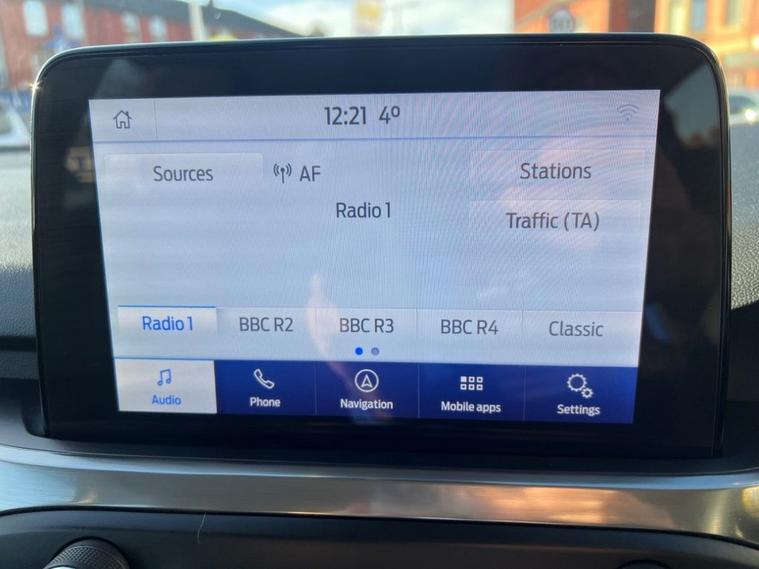 12:21 4º
Sources AF Stations
Radio 1
Traffic (TA)
Radio 1 BBC R2 BBC R3 BBC R4 Classic
Audio Phone Navigation Mobile apps Settings